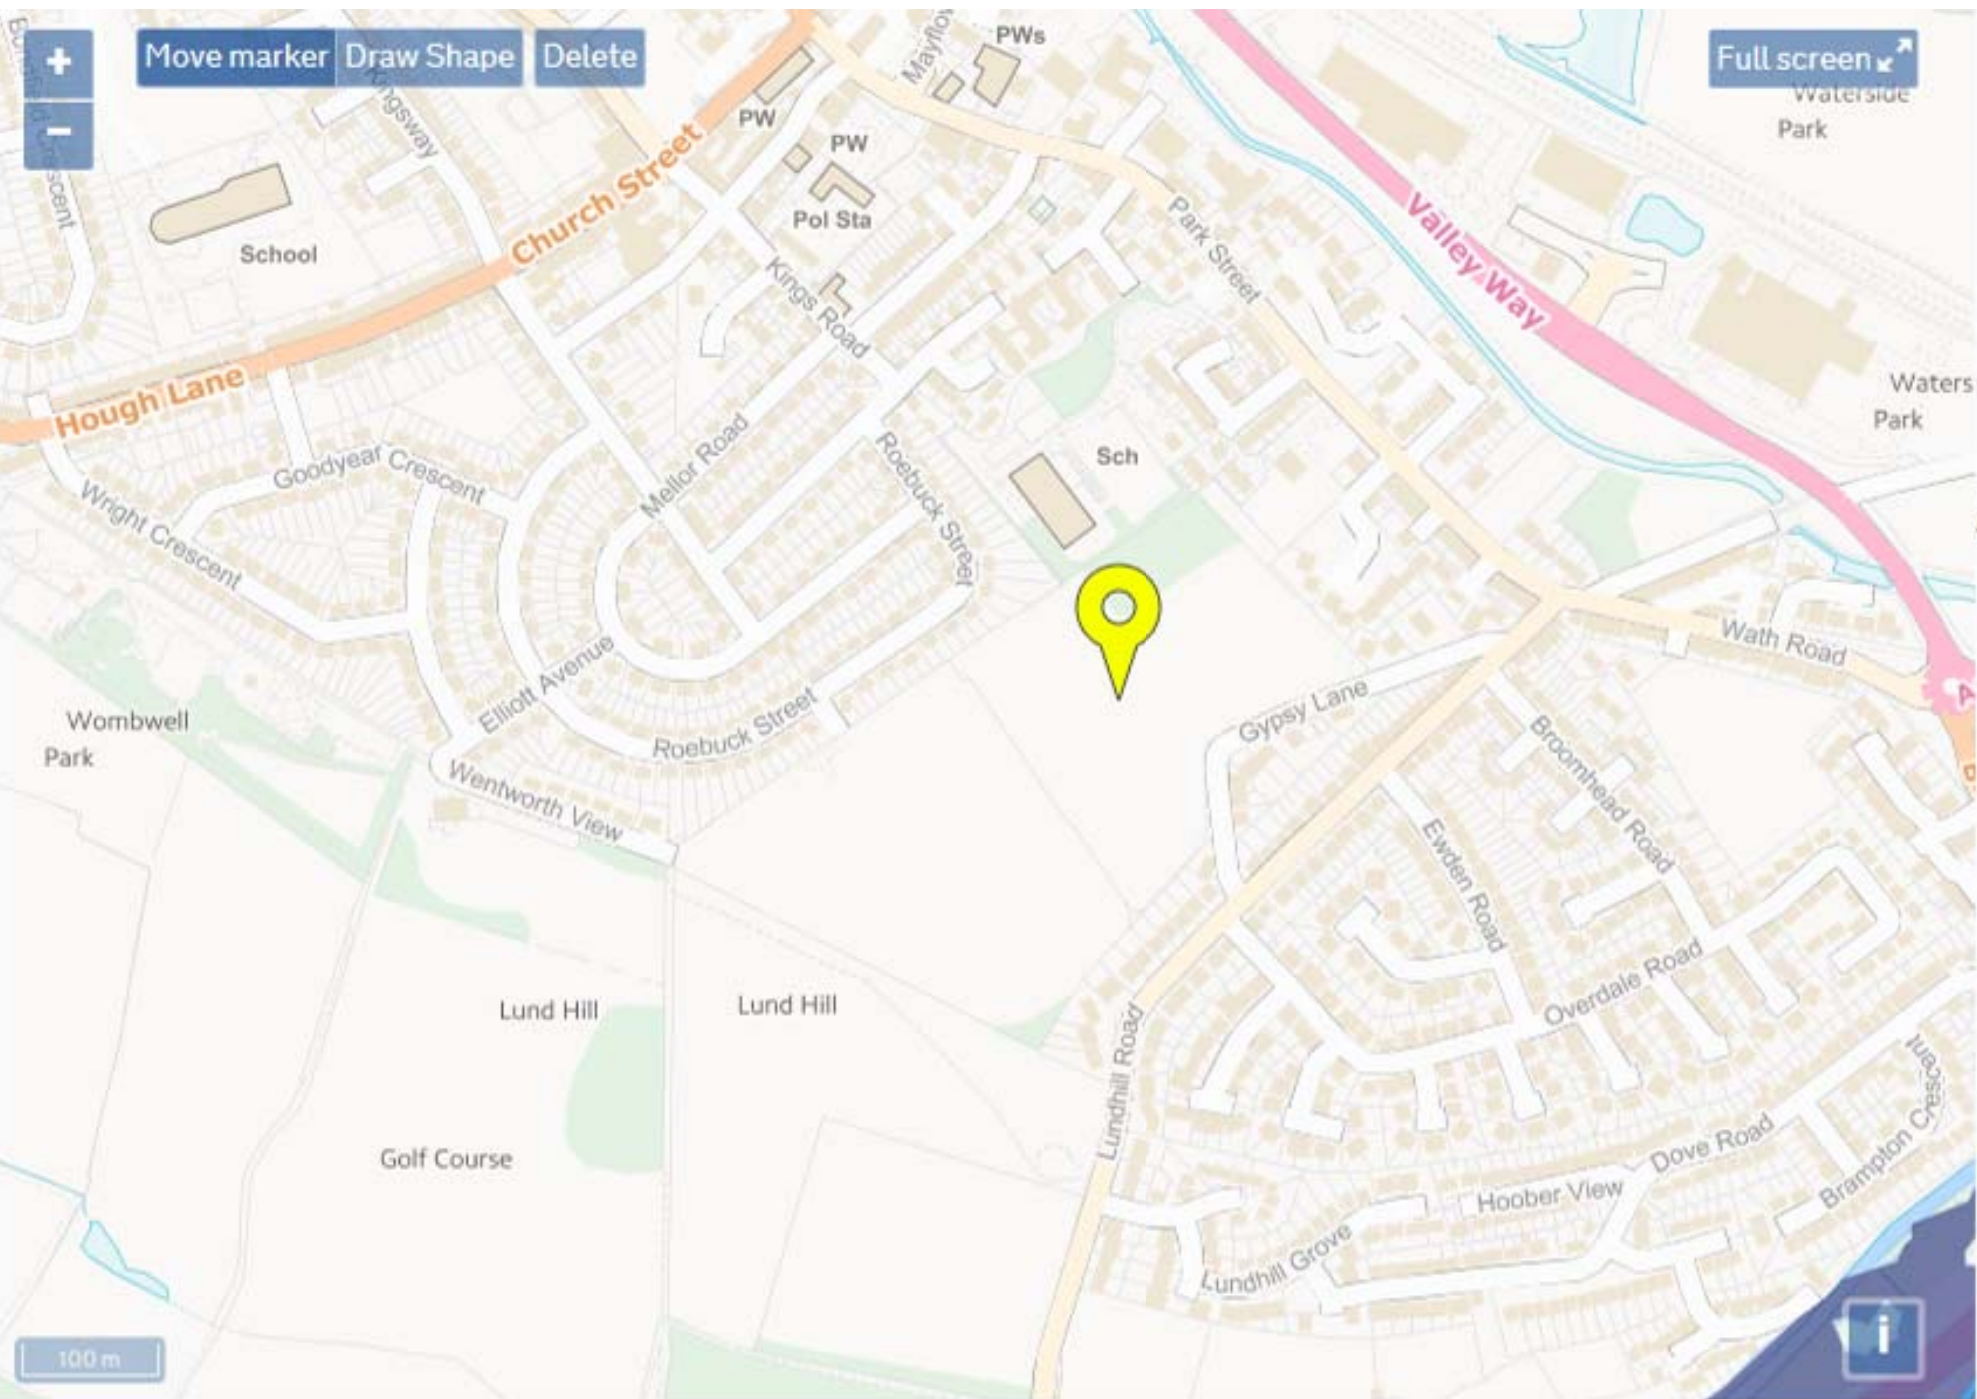 +
Move marker
Draw Shape
Delete
Full screen
−
Kingsway
PWs
PW
PW
Pol Sta
School
Church Street
Waterside
Park
Park Street
Valley Way
Kings Road
Hough Lane
Goodyear Crescent
Mellor Road
Roebuck Street
Sch
Waters
Park
Wright Crescent
Wath Road
Elliott Avenue
Roebuck Street
Gypsy Lane
Broomhead Road
Wombwell
Park
Wentworth View
Ewden Road
Lund Hill
Lund Hill
Overdale Road
Lundhill Road
Golf Course
Dove Road
Hoober View
Brampton Crescent
Lundhill Grove
100 m
i